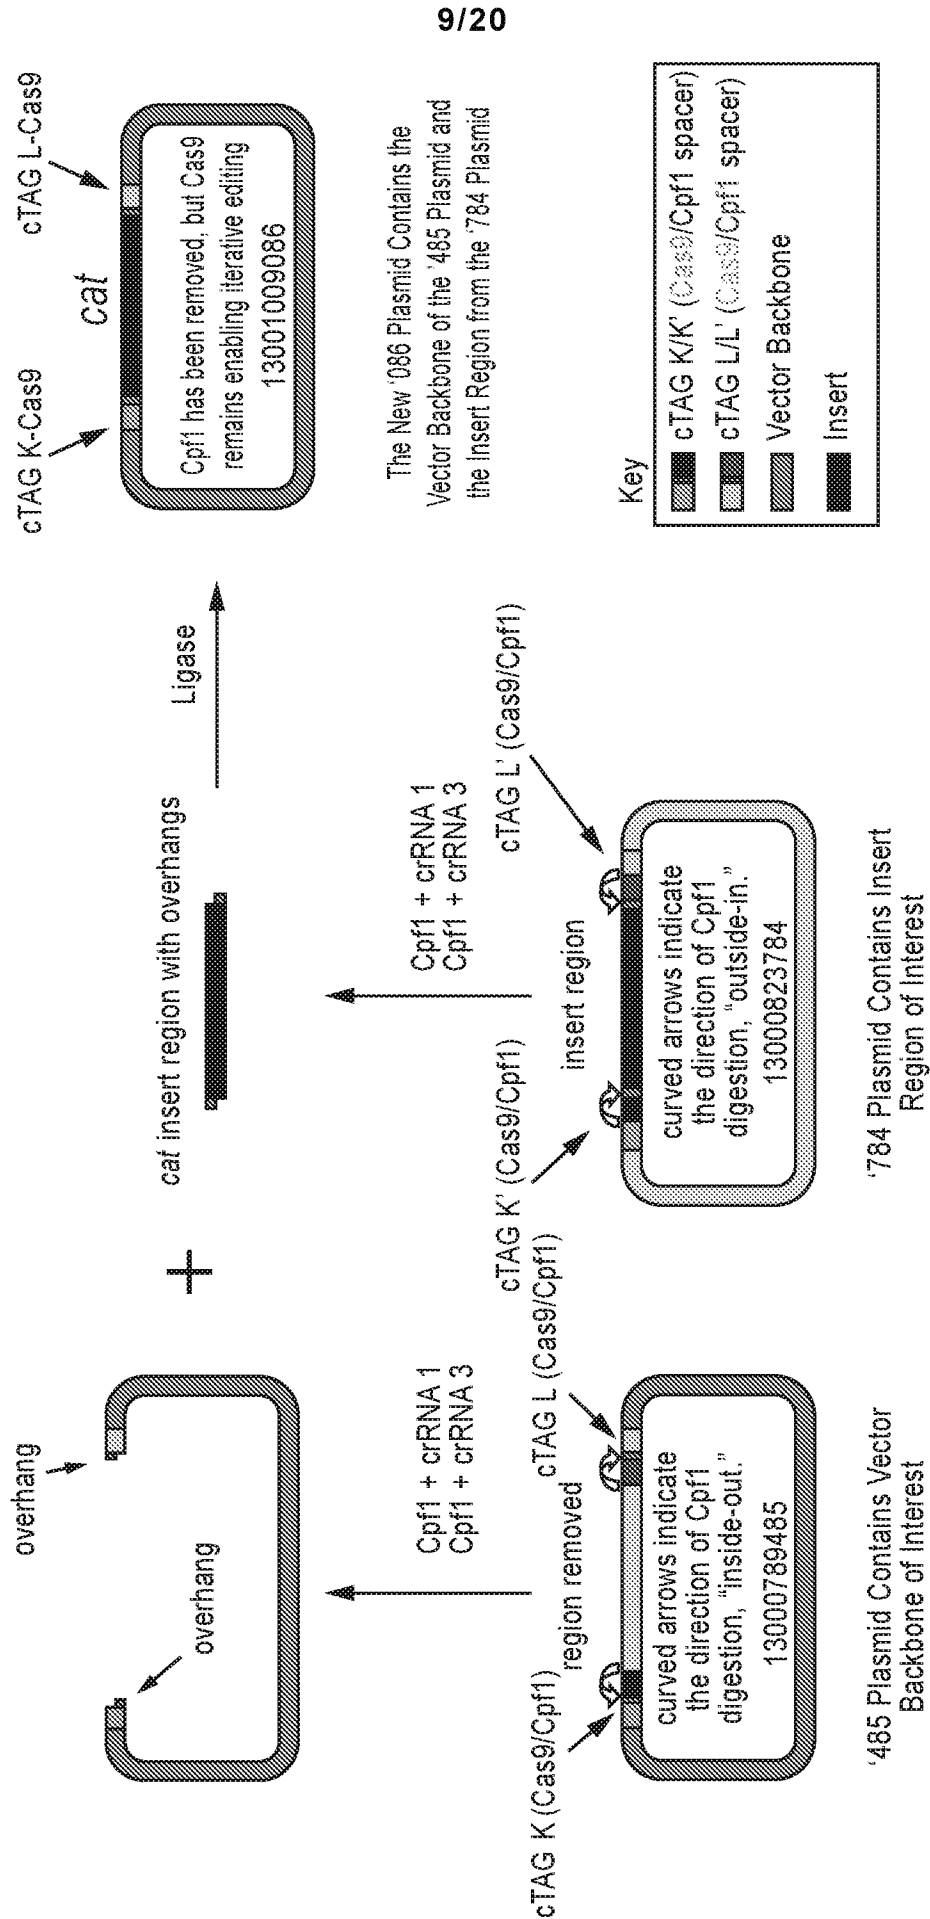 9/20
overhang
overhang
+
cat insert region with overhangs
Ligase
cTAG K-Cas9
cat
cTAG L-Cas9
Cpf1 has been removed, but Cas9
remains enabling iterative editing
13001009086
The New ‘086 Plasmid Contains the
Vector Backbone of the ’485 Plasmid and
the Insert Region from the ’784 Plasmid
Cpf1 + crRNA 1
Cpf1 + crRNA 3
Cpf1 + crRNA 1
Cpf1 + crRNA 3
cTAG K (Cas9/Cpf1)
region removed
cTAG L (Cas9/Cpf1)
curved arrows indicate
the direction of Cpf1
digestion, “inside-out.”
13000789485
‘485 Plasmid Contains Vector
Backbone of Interest
cTAG K’ (Cas9/Cpf1)
insert region
cTAG L’ (Cas9/Cpf1)
curved arrows indicate
the direction of Cpf1
digestion, “outside-in.”
13000823784
‘784 Plasmid Contains Insert
Region of Interest
Key
cTAG K/K’ (Cas9/Cpf1 spacer)
cTAG L/L’ (Cas9/Cpf1 spacer)
Vector Backbone
Insert